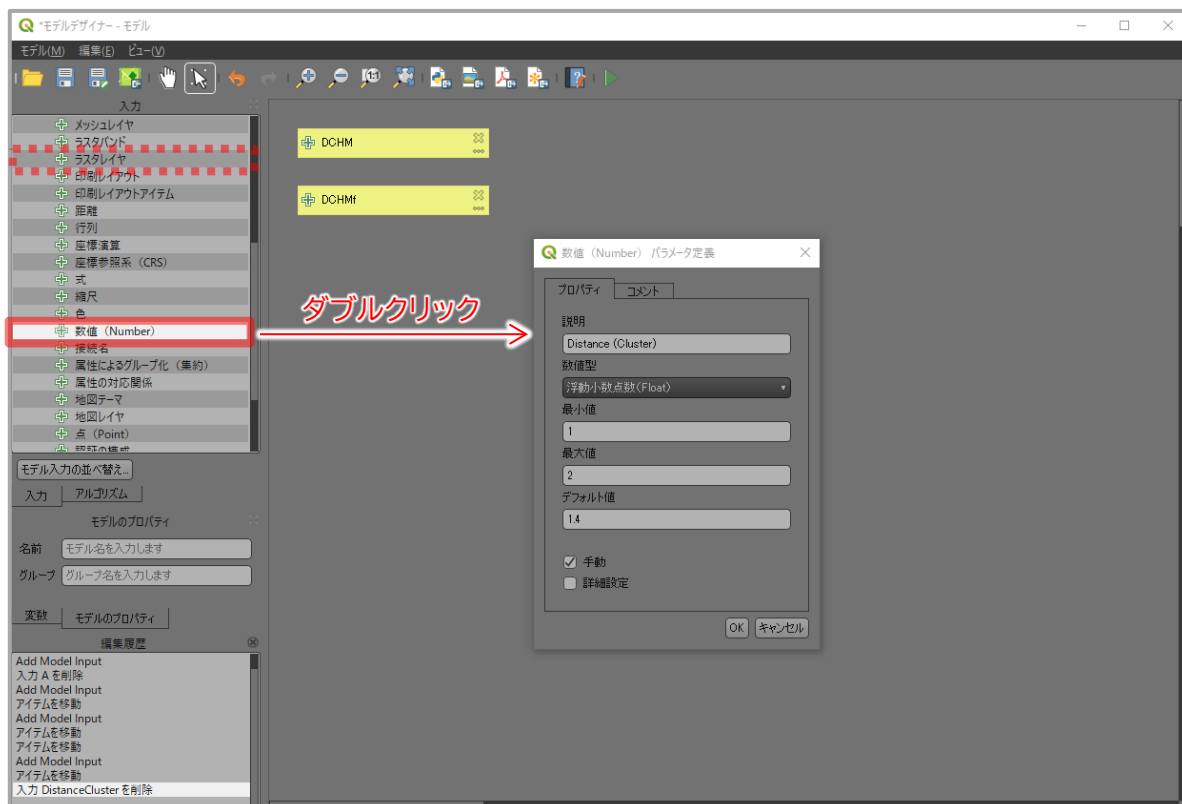 *モデルデザイナー - モデル
モデル(M) 編集(E) ビュー(V)
入力
メッシュレイヤ
ラスタバンド
ラスタレイヤ
印刷レイアウト
印刷レイアウトアイテム
距離
行列
座標演算
座標参照系（CRS）
式
縮尺
色
数値（Number）
接続名
属性によるグループ化（集約）
属性の対応関係
地図テーマ
地図レイヤ
点（Point）
認証の構成
モデル入力の並べ替え...
入力 アルゴリズム
モデルのプロパティ
名前 モデル名を入力します
グループ グループ名を入力します
変数 モデルのプロパティ
編集履歴
Add Model Input
入力 A を削除
Add Model Input
アイテムを移動
Add Model Input
アイテムを移動
アイテムを移動
Add Model Input
アイテムを移動
入力 DistanceCluster を削除
DCHM
DCHMf
ダブルクリック
数値（Number） パラメータ定義
プロパティ コメント
説明
Distance (Cluster)
数値型
浮動小数点数(Float)
最小値
1
最大値
2
デフォルト値
1.4
手動
詳細設定
OK キャンセル